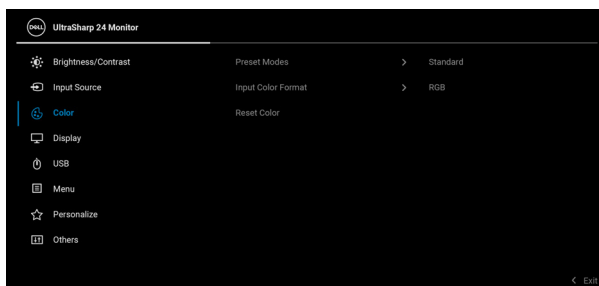 DELL UltraSharp 24 Monitor
Brightness/Contrast Preset Modes > Standard
Input Source Input Color Format > RGB
Color Reset Color
Display
USB
Menu
Personalize
Others
< Exit